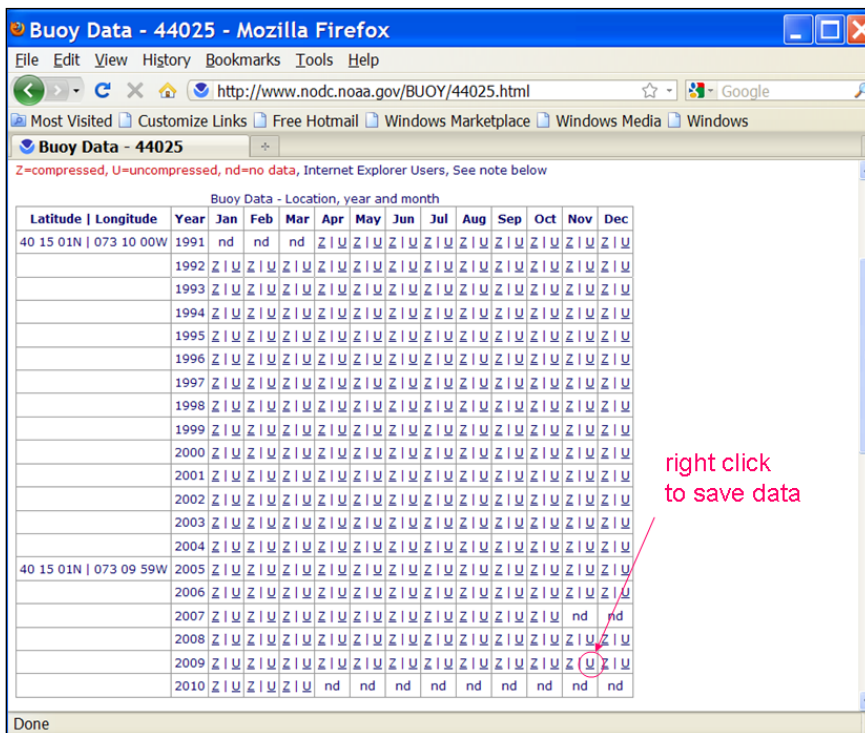 Buoy Data - 44025 - Mozilla Firefox
File Edit View History Bookmarks Tools Help
http://www.nodc.noaa.gov/BUOY/44025.html Google
Most Visited Customize Links Free Hotmail Windows Marketplace Windows Media Windows
Buoy Data - 44025
Z=compressed, U=uncompressed, nd=no data, Internet Explorer Users, See note below
Buoy Data - Location, year and month
Latitude | Longitude Year Jan Feb Mar Apr May Jun Jul Aug Sep Oct Nov Dec
40 15 01N | 073 10 00W 1991 nd nd nd Z | U Z | U Z | U Z | U Z | U Z | U Z | U Z | U Z | U
1992 Z | U Z | U Z | U Z | U Z | U Z | U Z | U Z | U Z | U Z | U Z | U Z | U
1993 Z | U Z | U Z | U Z | U Z | U Z | U Z | U Z | U Z | U Z | U Z | U Z | U
1994 Z | U Z | U Z | U Z | U Z | U Z | U Z | U Z | U Z | U Z | U Z | U Z | U
1995 Z | U Z | U Z | U Z | U Z | U Z | U Z | U Z | U Z | U Z | U Z | U Z | U
1996 Z | U Z | U Z | U Z | U Z | U Z | U Z | U Z | U Z | U Z | U Z | U Z | U
1997 Z | U Z | U Z | U Z | U Z | U Z | U Z | U Z | U Z | U Z | U Z | U Z | U
1998 Z | U Z | U Z | U Z | U Z | U Z | U Z | U Z | U Z | U Z | U Z | U Z | U
1999 Z | U Z | U Z | U Z | U Z | U Z | U Z | U Z | U Z | U Z | U Z | U Z | U
2000 Z | U Z | U Z | U Z | U Z | U Z | U Z | U Z | U Z | U Z | U Z | U Z | U
2001 Z | U Z | U Z | U Z | U Z | U Z | U Z | U Z | U Z | U Z | U Z | U Z | U
2002 Z | U Z | U Z | U Z | U Z | U Z | U Z | U Z | U Z | U Z | U Z | U Z | U
2003 Z | U Z | U Z | U Z | U Z | U Z | U Z | U Z | U Z | U Z | U Z | U Z | U
2004 Z | U Z | U Z | U Z | U Z | U Z | U Z | U Z | U Z | U Z | U Z | U Z | U
40 15 01N | 073 09 59W 2005 Z | U Z | U Z | U Z | U Z | U Z | U Z | U Z | U Z | U Z | U Z | U Z | U
2006 Z | U Z | U Z | U Z | U Z | U Z | U Z | U Z | U Z | U Z | U Z | U Z | U
2007 Z | U Z | U Z | U Z | U Z | U Z | U Z | U Z | U Z | U Z | U nd nd
2008 Z | U Z | U Z | U Z | U Z | U Z | U Z | U Z | U Z | U Z | U Z | U Z | U
2009 Z | U Z | U Z | U Z | U Z | U Z | U Z | U Z | U Z | U Z | U Z | U Z | U
2010 Z | U Z | U Z | U nd nd nd nd nd nd nd nd nd
right click
to save data
Done